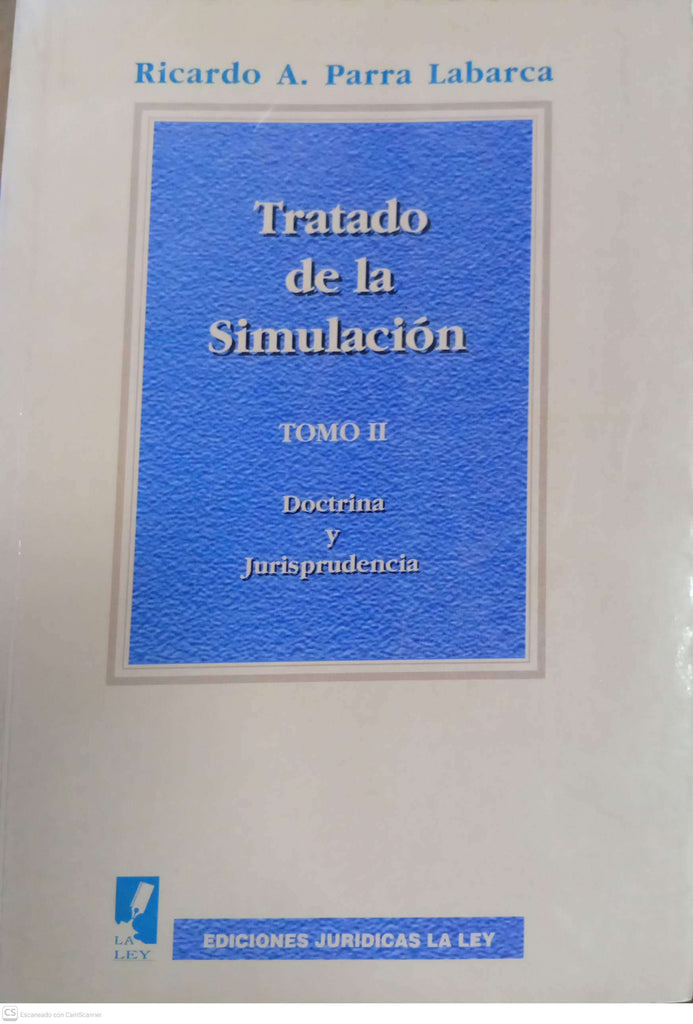 Ricardo A. Parra Labarca
Tratado
de la
Simulación
TOMO II
Doctrina
y
Jurisprudencia
LA
LEY
EDICIONES JURIDICAS LA LEY
CS Escaneado con CamScanner